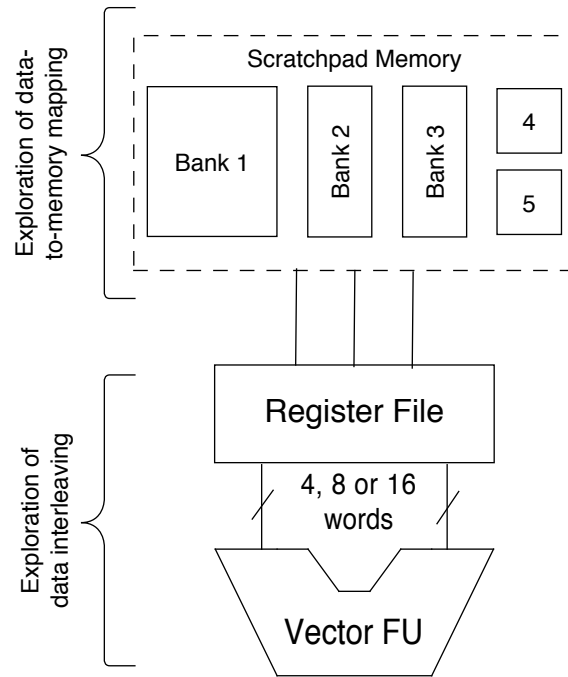 Exploration of data-
to-memory mapping
Scratchpad Memory
Bank 1
Bank 2
Bank 3
4
5
Register File
Exploration of
data interleaving
4, 8 or 16
words
Vector FU